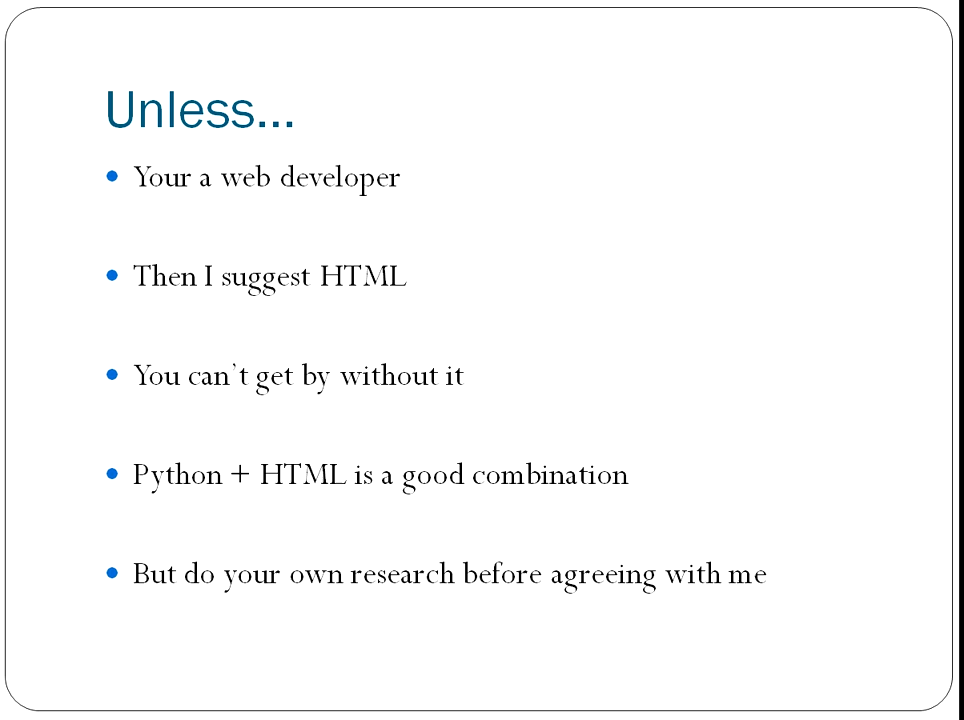 Unless...
Your a web developer
Then I suggest HTML
You can't get by without it
Python + HTML is a good combination
But do your own research before agreeing with me